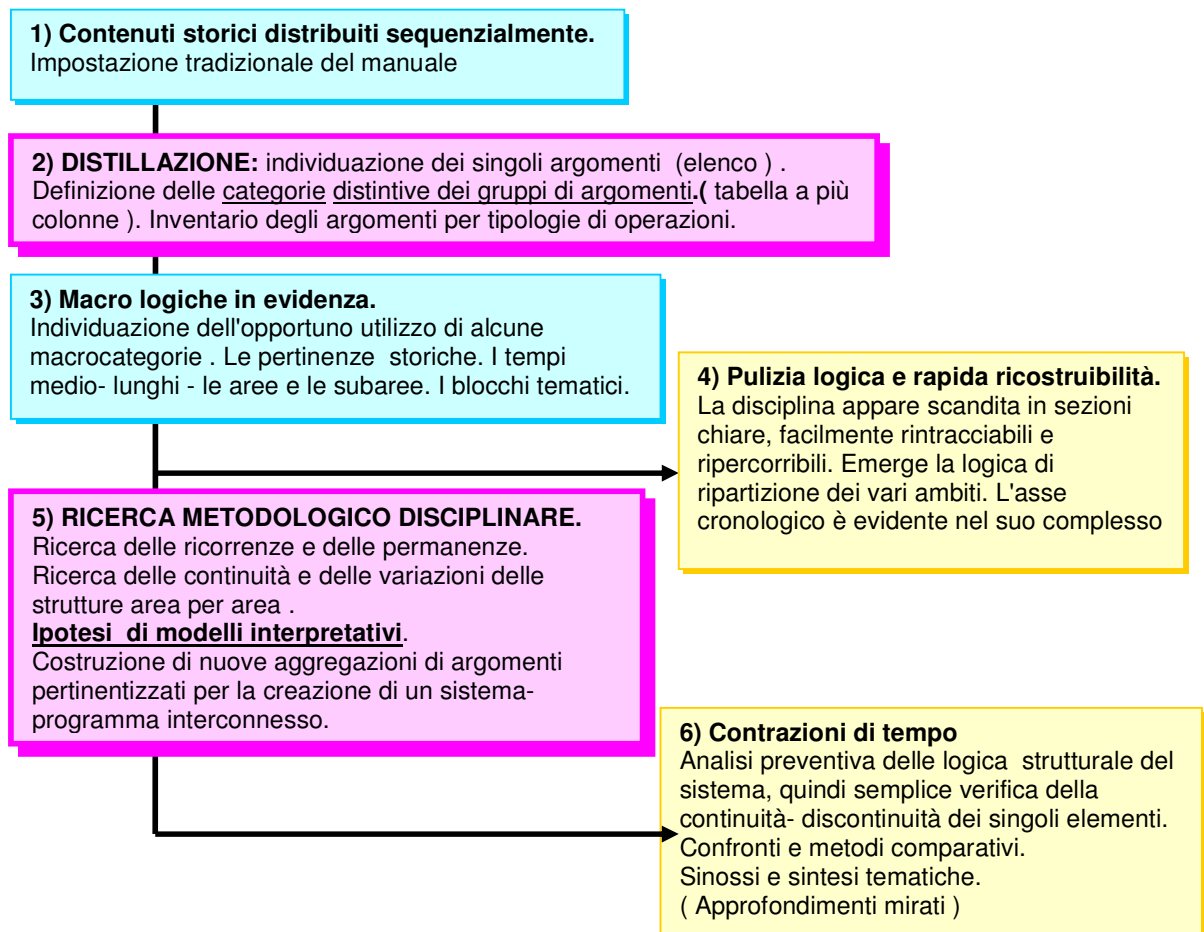 1) Contenuti storici distribuiti sequenzialmente.
Impostazione tradizionale del manuale
2) DISTILLAZIONE: individuazione dei singoli argomenti (elenco ) .
Definizione delle categorie distintive dei gruppi di argomenti.( tabella a più
colonne ). Inventario degli argomenti per tipologie di operazioni.
3) Macro logiche in evidenza.
Individuazione dell'opportuno utilizzo di alcune
macrocategorie . Le pertinenze storiche. I tempi
medio- lunghi - le aree e le subaree. I blocchi tematici.
4) Pulizia logica e rapida ricostruibilità.
La disciplina appare scandita in sezioni
chiare, facilmente rintracciabili e
ripercorribili. Emerge la logica di
ripartizione dei vari ambiti. L'asse
cronologico è evidente nel suo complesso
5) RICERCA METODOLOGICO DISCIPLINARE.
Ricerca delle ricorrenze e delle permanenze.
Ricerca delle continuità e delle variazioni delle
strutture area per area .
Ipotesi di modelli interpretativi.
Costruzione di nuove aggregazioni di argomenti
pertinentizzati per la creazione di un sistema-
programma interconnesso.
6) Contrazioni di tempo
Analisi preventiva delle logica strutturale del
sistema, quindi semplice verifica della
continuità- discontinuità dei singoli elementi.
Confronti e metodi comparativi.
Sinossi e sintesi tematiche.
( Approfondimenti mirati )